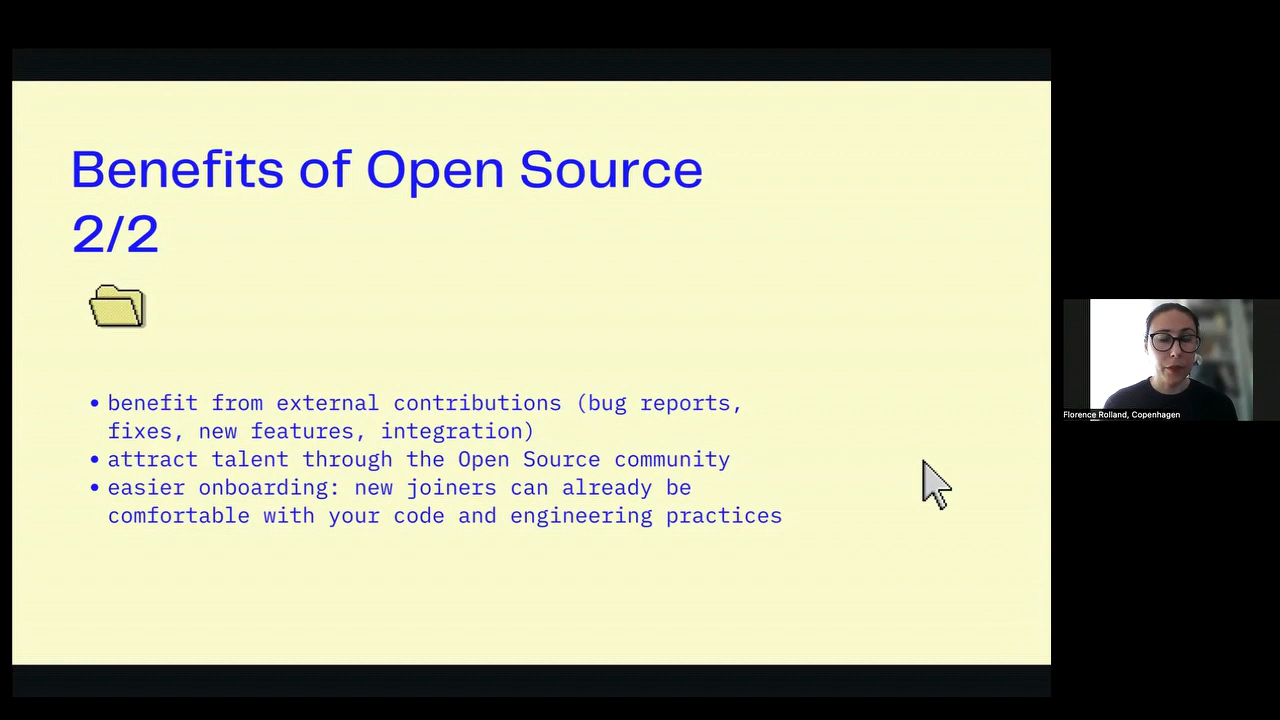 Benefits of Open Source
2/2
• benefit from external contributions (bug reports,
fixes, new features, integration)
• attract talent through the Open Source community
• easier onboarding: new joiners can already be
comfortable with your code and engineering practices
Florence Rolland, Copenhagen